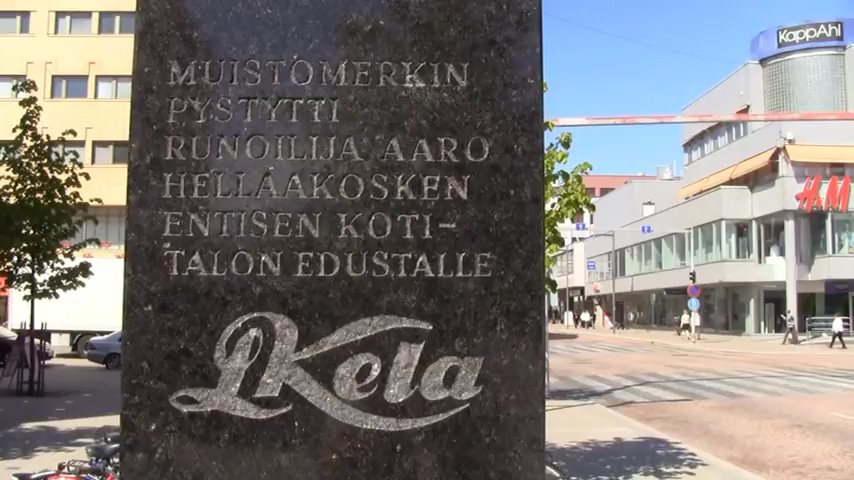 MUISTOMERKIN
PYSTYTTI
RUNOILIJA AARO
HELLAAKOSKEN
ENTISEN KOTI-
TALON EDUSTALLE
Kela
KappAhl
H&M